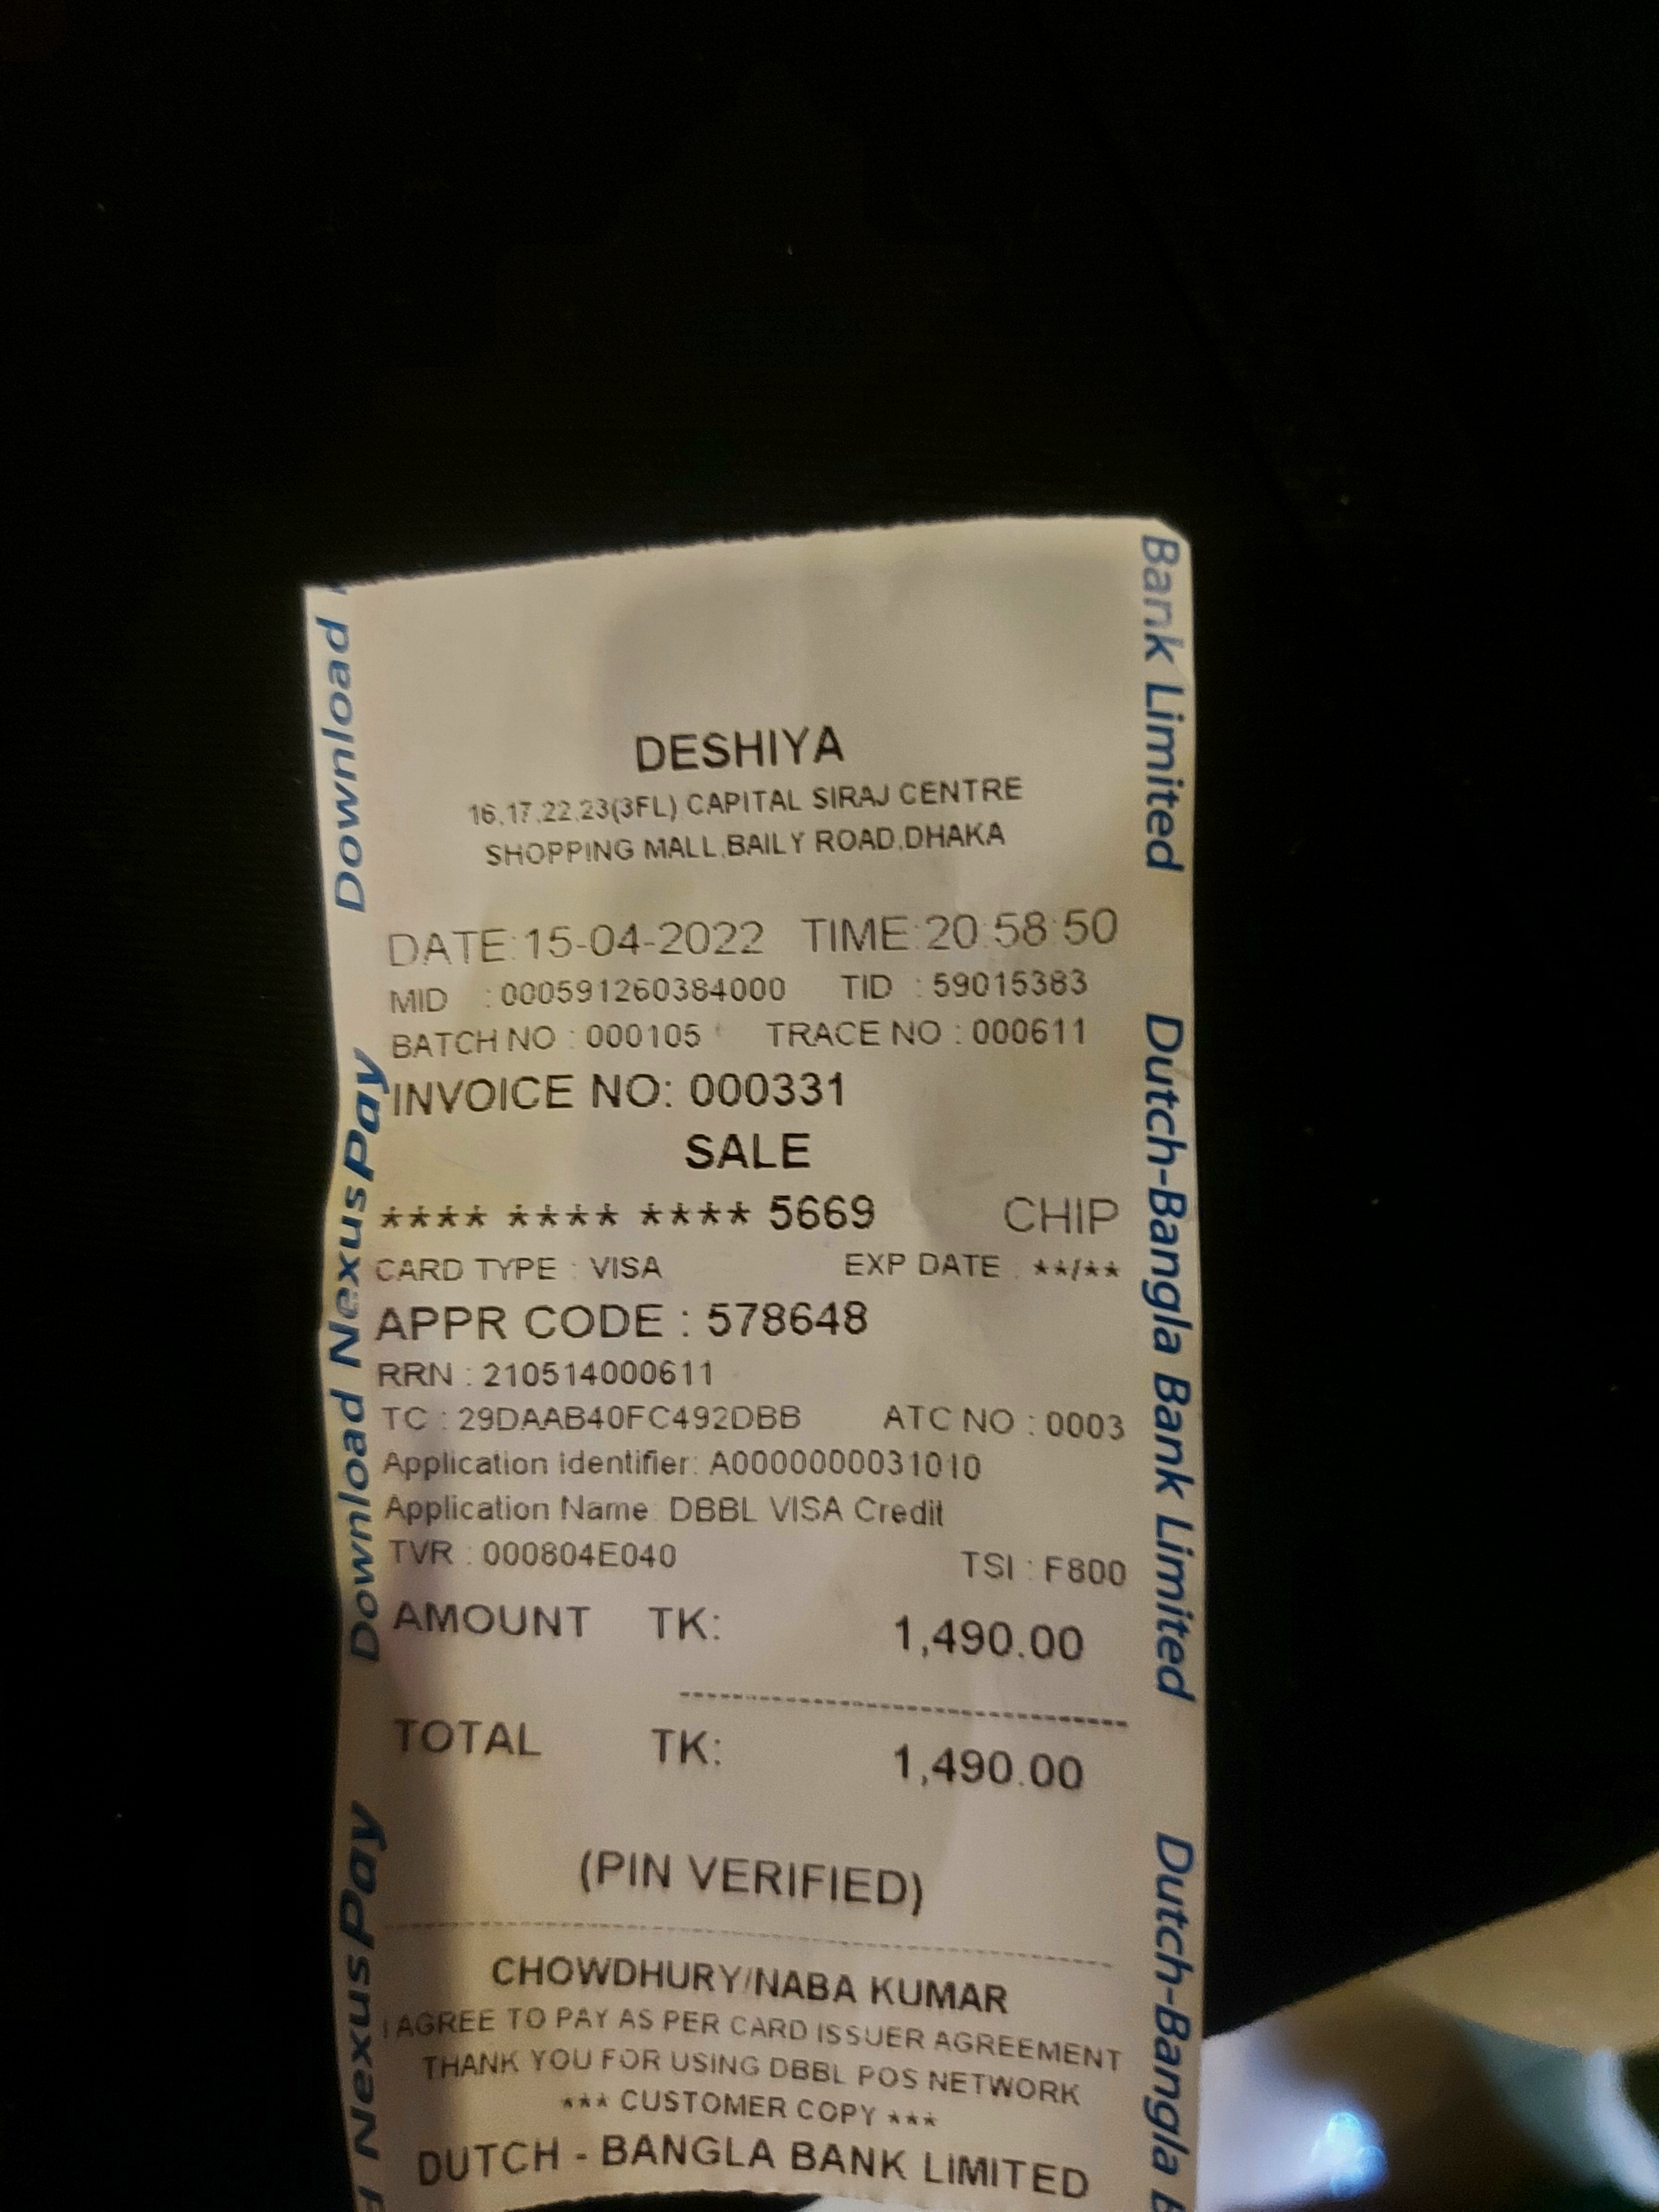 DESHIYA
16,17,22,23(3FL) CAPITAL SIRAJ CENTRE
SHOPPING MALL,BAILY ROAD,DHAKA
DATE:15-04-2022 TIME:20:58:50
MID :000591260384000 TID :59015383
BATCH NO : 000105 TRACE NO : 000611
INVOICE NO: 000331
SALE
**** **** **** 5669 CHIP
CARD TYPE : VISA EXP DATE : **/**
APPR CODE : 578648
RRN : 210514000611
TC : 29DAAB40FC492DBB ATC NO : 0003
Application Identifier: A0000000031010
Application Name: DBBL VISA Credit
TVR : 000804E040 TSI : F800
AMOUNT TK: 1,490.00
TOTAL TK: 1,490.00
(PIN VERIFIED)
CHOWDHURY/NABA KUMAR
I AGREE TO PAY AS PER CARD ISSUER AGREEMENT
THANK YOU FOR USING DBBL POS NETWORK
*** CUSTOMER COPY ***
DUTCH - BANGLA BANK LIMITED
Download
Download NexusPay
NexusPay
Bank Limited
Dutch-Bangla Bank Limited
Dutch-Bangla